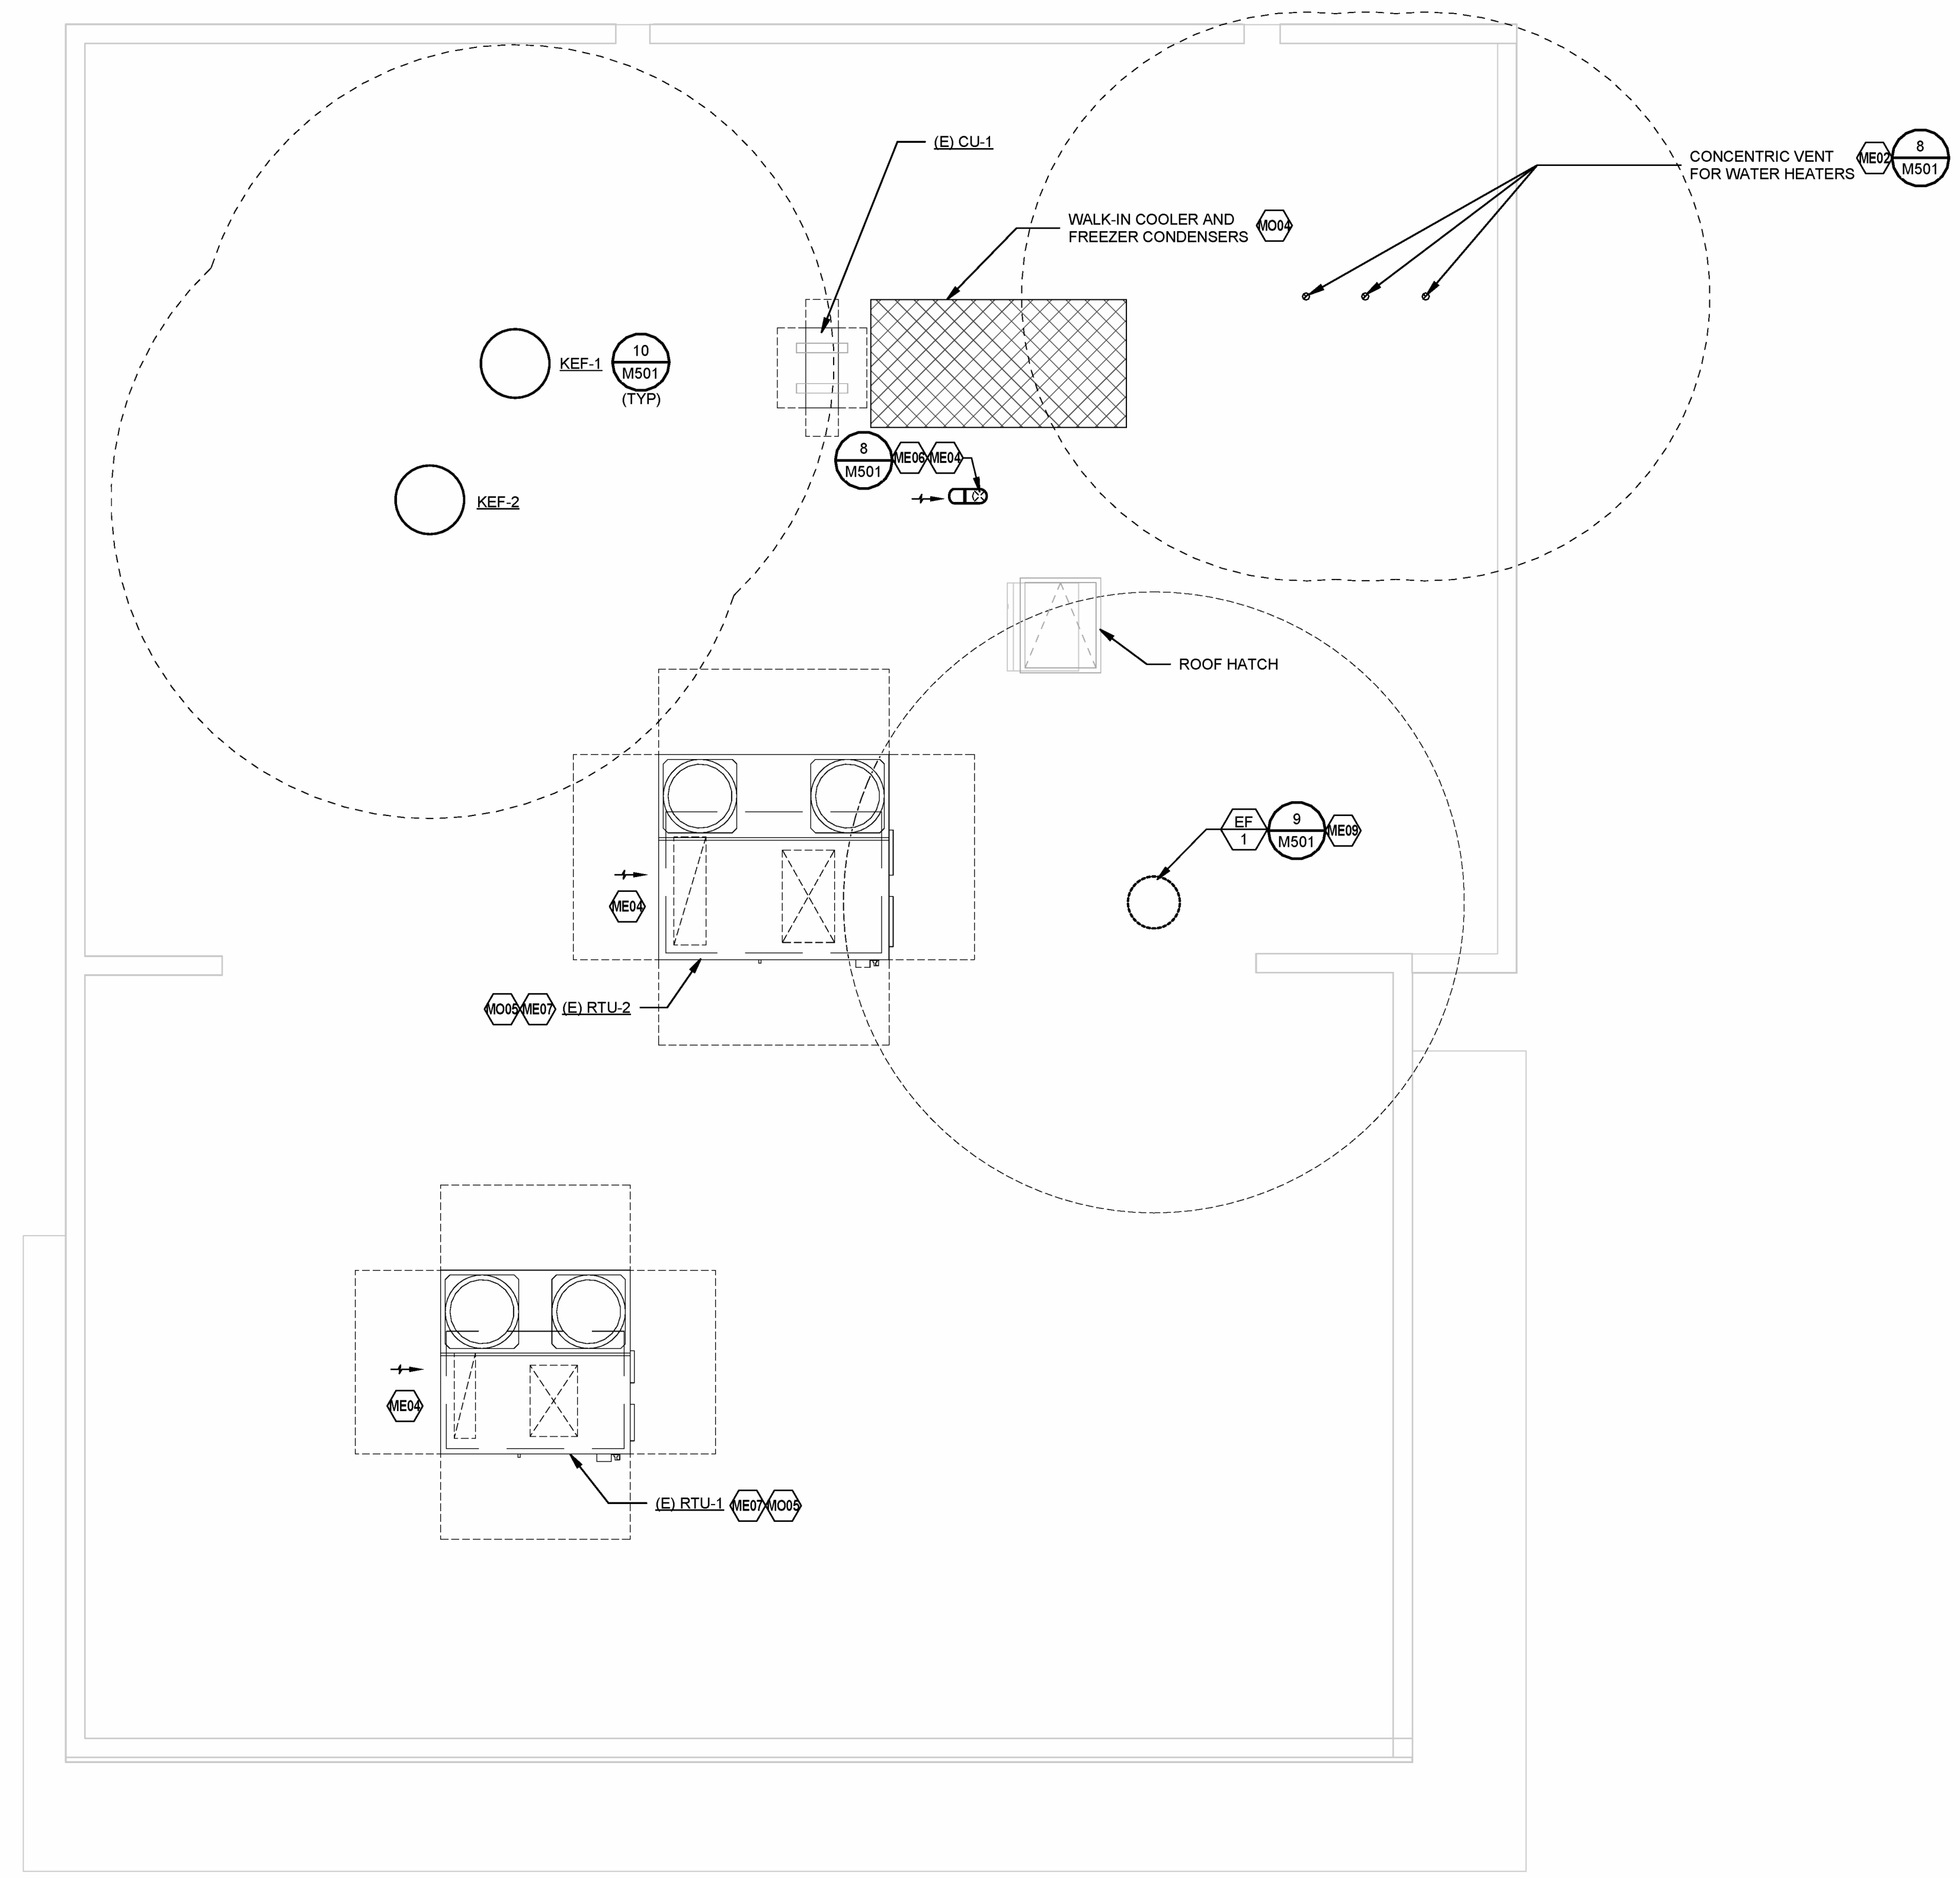 (E) CU-1
CONCENTRIC VENT
FOR WATER HEATERS
ME02
8
M501
WALK-IN COOLER AND
FREEZER CONDENSERS
MO04
KEF-1
10
M501
(TYP)
8
M501
ME06
ME04
KEF-2
ROOF HATCH
EF
1
9
M501
ME09
ME04
MO05
ME07
(E) RTU-2
ME04
(E) RTU-1
ME07
MO05